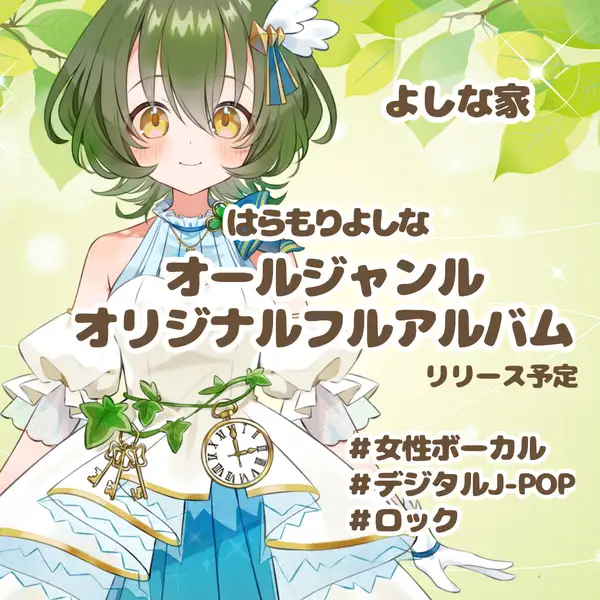 よしな家
はらもりよしな
オールジャンル
オリジナルフルアルバム
リリース予定
#女性ボーカル
#デジタルJ-POP
#ロック